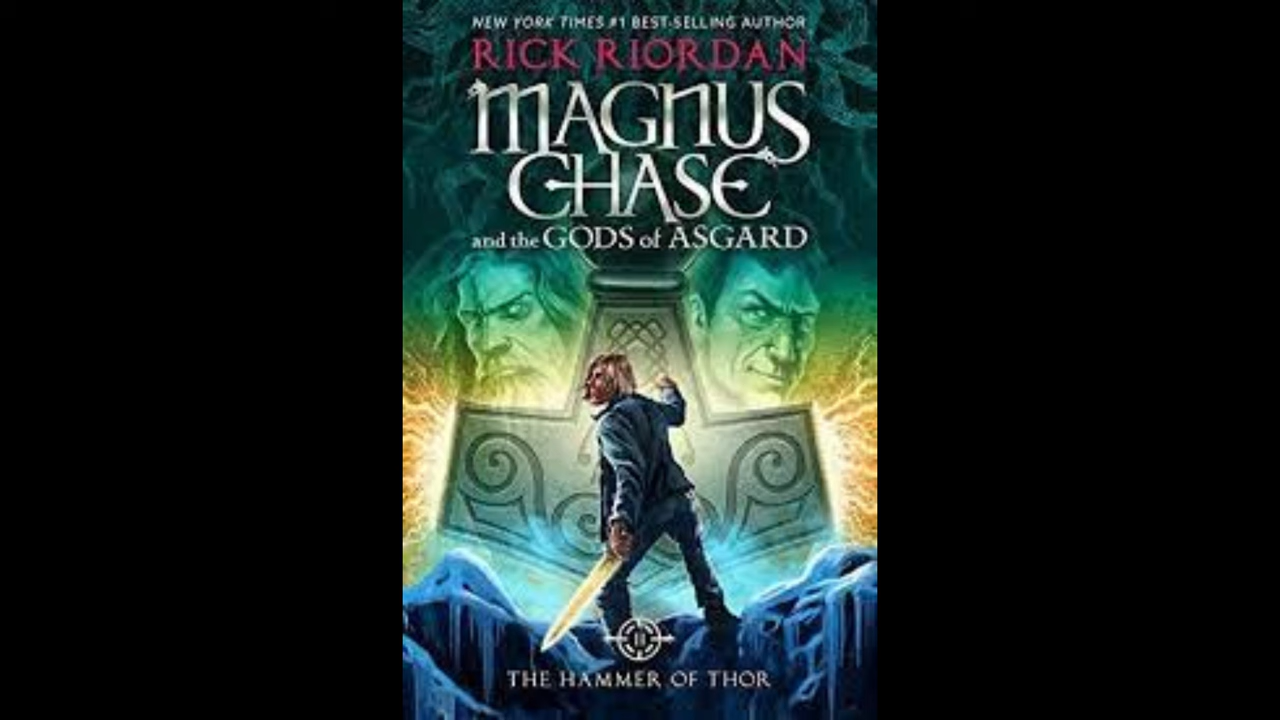 NEW YORK TIMES #1 BEST-SELLING AUTHOR
RICK RIORDAN
MAGNUS
CHASE
and the GODS of ASGARD
II
THE HAMMER OF THOR